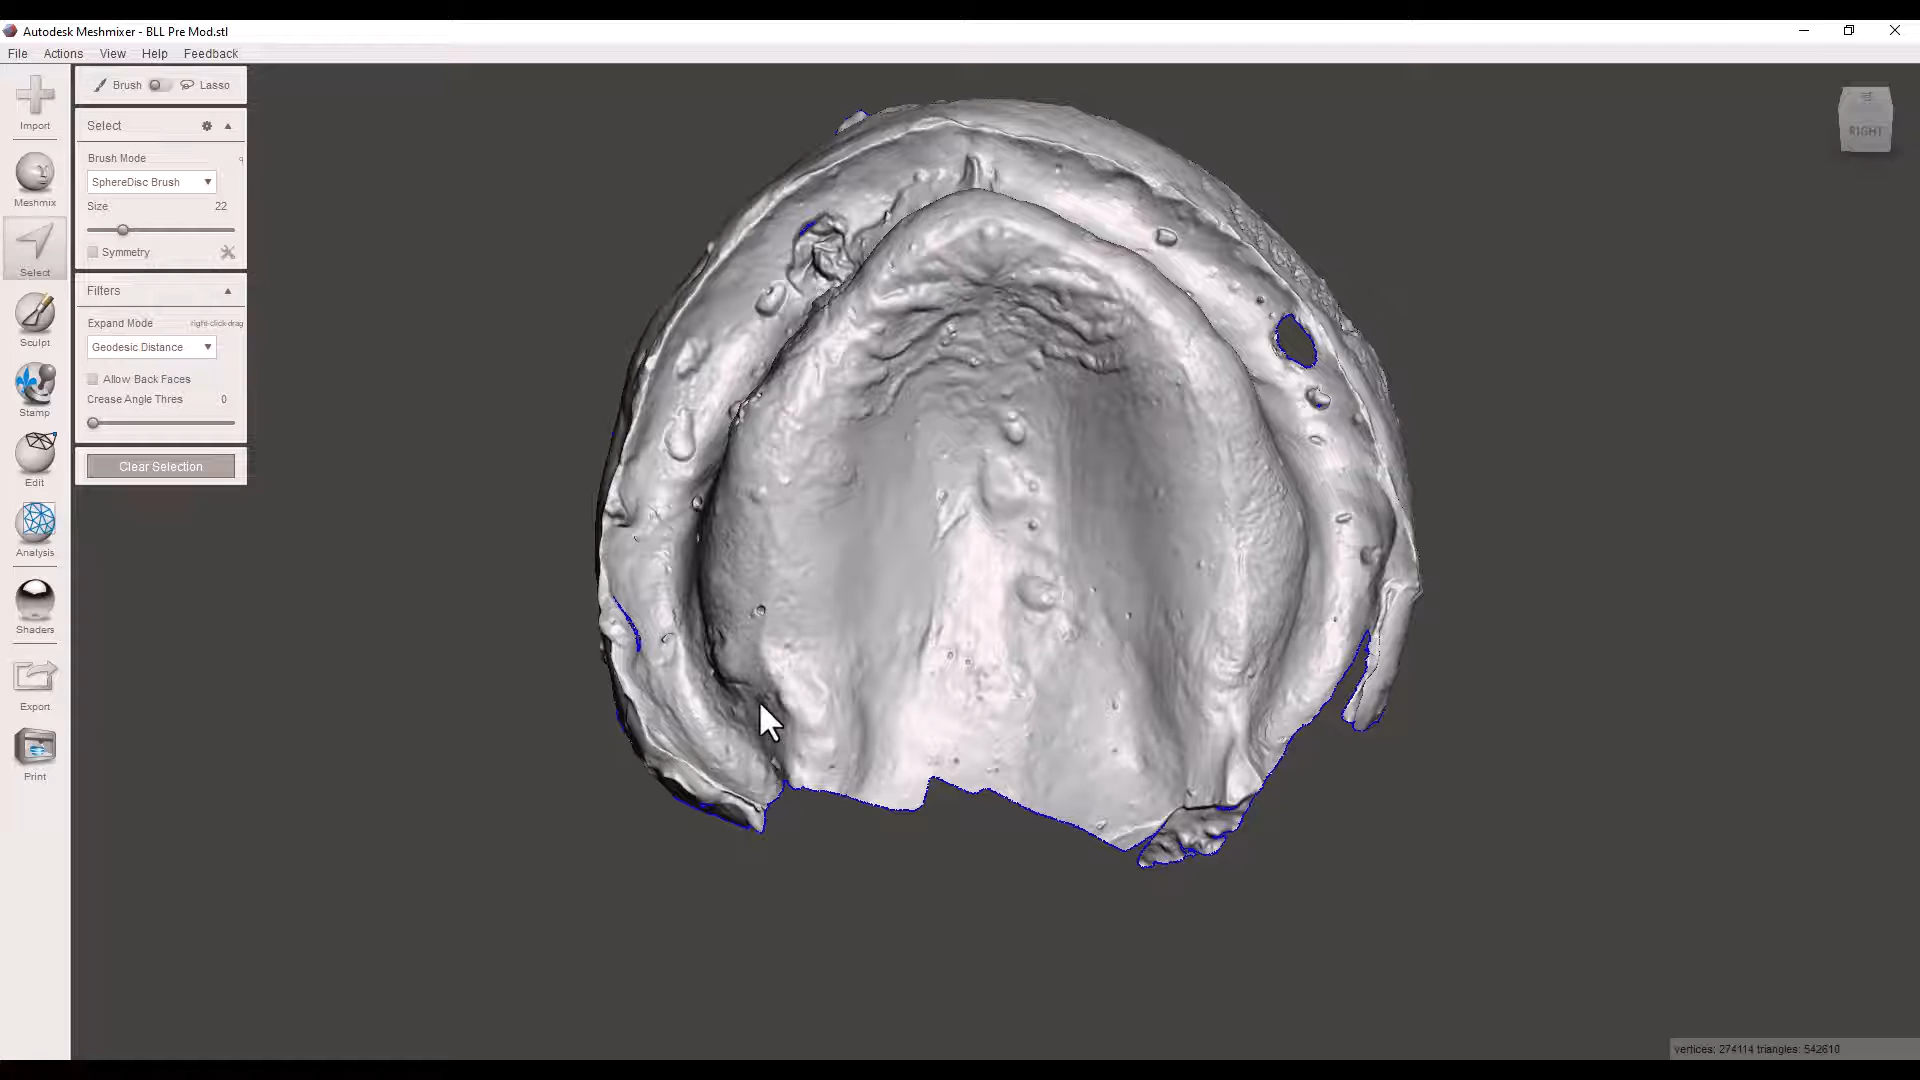 Autodesk Meshmixer - BLL Pre Mod.stl
File Actions View Help Feedback
Import
Meshmix
Select
Sculpt
Stamp
Edit
Analysis
Shaders
Export
Print
Brush Lasso
Select
Brush Mode
SphereDisc Brush
Size 22
Symmetry
Filters
Expand Mode right-click-drag
Geodesic Distance
Allow Back Faces
Crease Angle Thres 0
Clear Selection
RIGHT
vertices: 274114 triangles: 542610